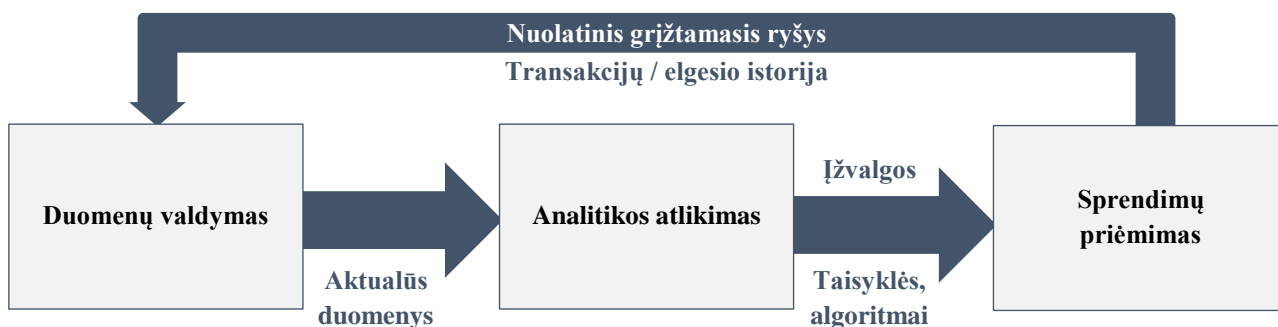 Nuolatinis grįžtamasis ryšys
Transakcijų / elgesio istorija
Duomenų valdymas
Aktualūs
duomenys
Analitikos atlikimas
Įžvalgos
Taisyklės,
algoritmai
Sprendimų
priėmimas